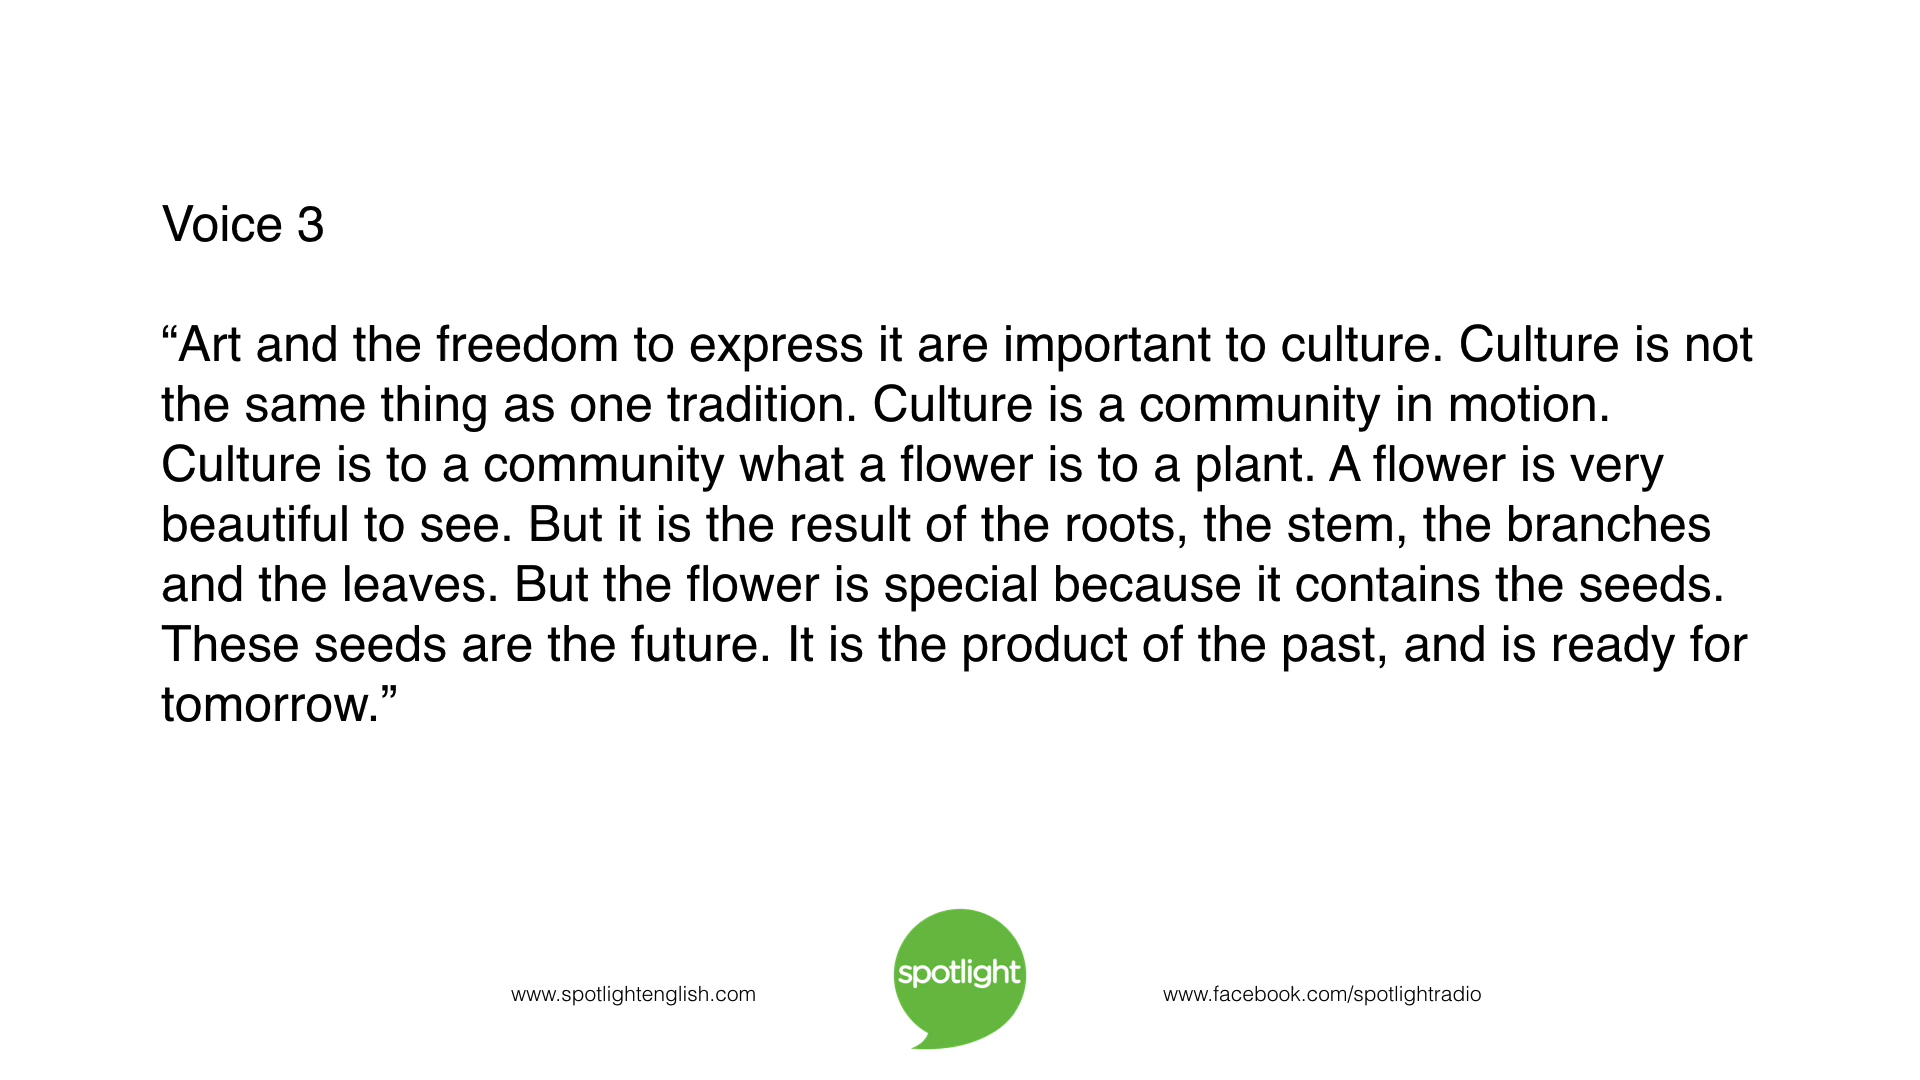 Voice 3
“Art and the freedom to express it are important to culture. Culture is not
the same thing as one tradition. Culture is a community in motion.
Culture is to a community what a flower is to a plant. A flower is very
beautiful to see. But it is the result of the roots, the stem, the branches
and the leaves. But the flower is special because it contains the seeds.
These seeds are the future. It is the product of the past, and is ready for
tomorrow.”
www.spotlightenglish.com
spotlight
www.facebook.com/spotlightradio